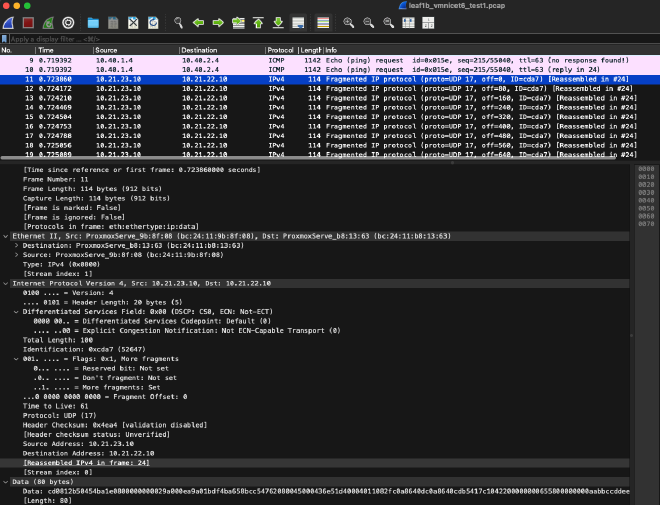 leaf1b_vmnicet6_test1.pcap
Apply a display filter ... <⌘/>
No. Time Source Destination Protocol Length Info
9 0.719392 10.40.1.4 10.40.2.4 ICMP 1142 Echo (ping) request id=0x015e, seq=215/55040, ttl=63 (no response found!)
10 0.719392 10.40.1.4 10.40.2.4 ICMP 1142 Echo (ping) request id=0x015e, seq=215/55040, ttl=63 (reply in 24)
11 0.723860 10.21.23.10 10.21.22.10 IPv4 114 Fragmented IP protocol (proto=UDP 17, off=0, ID=cda7) [Reassembled in #24]
12 0.724172 10.21.23.10 10.21.22.10 IPv4 114 Fragmented IP protocol (proto=UDP 17, off=80, ID=cda7) [Reassembled in #24]
13 0.724210 10.21.23.10 10.21.22.10 IPv4 114 Fragmented IP protocol (proto=UDP 17, off=160, ID=cda7) [Reassembled in #24]
14 0.724469 10.21.23.10 10.21.22.10 IPv4 114 Fragmented IP protocol (proto=UDP 17, off=240, ID=cda7) [Reassembled in #24]
15 0.724504 10.21.23.10 10.21.22.10 IPv4 114 Fragmented IP protocol (proto=UDP 17, off=320, ID=cda7) [Reassembled in #24]
16 0.724753 10.21.23.10 10.21.22.10 IPv4 114 Fragmented IP protocol (proto=UDP 17, off=400, ID=cda7) [Reassembled in #24]
17 0.724788 10.21.23.10 10.21.22.10 IPv4 114 Fragmented IP protocol (proto=UDP 17, off=480, ID=cda7) [Reassembled in #24]
18 0.725056 10.21.23.10 10.21.22.10 IPv4 114 Fragmented IP protocol (proto=UDP 17, off=560, ID=cda7) [Reassembled in #24]
19 0.725089 10.21.23.10 10.21.22.10 IPv4 114 Fragmented IP protocol (proto=UDP 17, off=640, ID=cda7) [Reassembled in #24]
[Time since reference or first frame: 0.723860000 seconds]
Frame Number: 11
Frame Length: 114 bytes (912 bits)
Capture Length: 114 bytes (912 bits)
[Frame is marked: False]
[Frame is ignored: False]
[Protocols in frame: eth:ethertype:ip:data]
Ethernet II, Src: ProxmoxServe_9b:8f:08 (bc:24:11:9b:8f:08), Dst: ProxmoxServe_b8:13:63 (bc:24:11:b8:13:63)
Destination: ProxmoxServe_b8:13:63 (bc:24:11:b8:13:63)
Source: ProxmoxServe_9b:8f:08 (bc:24:11:9b:8f:08)
Type: IPv4 (0x0800)
[Stream index: 1]
Internet Protocol Version 4, Src: 10.21.23.10, Dst: 10.21.22.10
0100 .... = Version: 4
.... 0101 = Header Length: 20 bytes (5)
Differentiated Services Field: 0x00 (DSCP: CS0, ECN: Not-ECT)
0000 00.. = Differentiated Services Codepoint: Default (0)
.... ..00 = Explicit Congestion Notification: Not ECN-Capable Transport (0)
Total Length: 100
Identification: 0xcda7 (52647)
001. .... = Flags: 0x1, More fragments
0... .... = Reserved bit: Not set
.0.. .... = Don't fragment: Not set
..1. .... = More fragments: Set
...0 0000 0000 0000 = Fragment Offset: 0
Time to Live: 61
Protocol: UDP (17)
Header Checksum: 0x4ea4 [validation disabled]
[Header checksum status: Unverified]
Source Address: 10.21.23.10
Destination Address: 10.21.22.10
[Reassembled IPv4 in frame: 24]
[Stream index: 0]
Data (80 bytes)
Data:
[Length: 80]
0000
0010
0020
0030
0040
0050
0060
0070